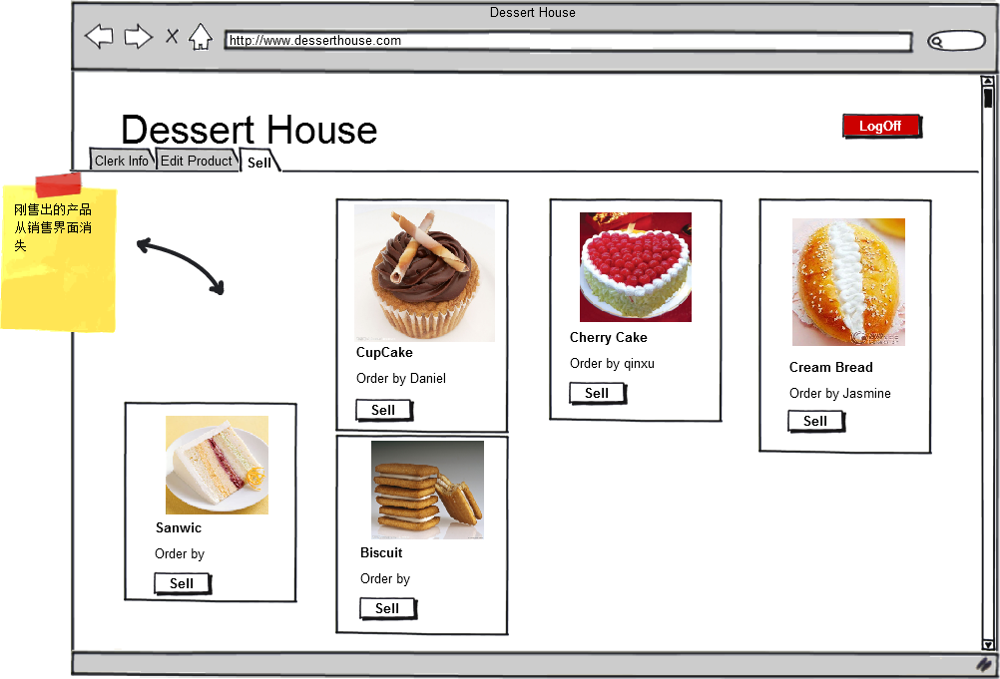 Dessert House
http://www.desserthouse.com
Dessert House
LogOff
Clerk Info
Edit Product
Sell
刚售出的产品
从销售界面消
失
CupCake
Order by Daniel
Sell
Cherry Cake
Order by qinxu
Sell
Cream Bread
Order by Jasmine
Sell
Sanwic
Order by
Sell
Biscuit
Order by
Sell